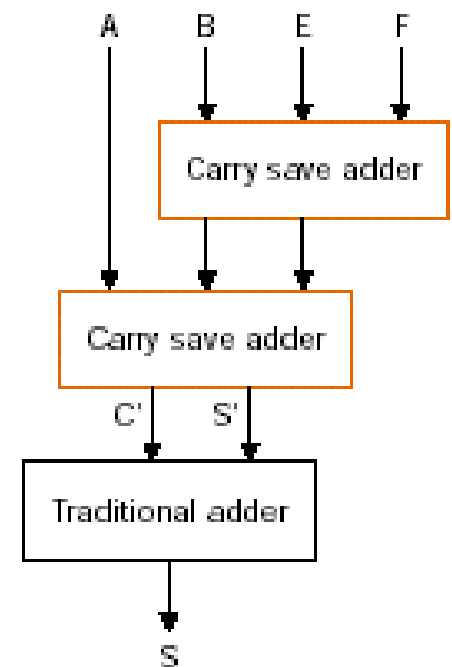 A B E F
Carry save adder
Carry save adder
C' S'
Traditional adder
S